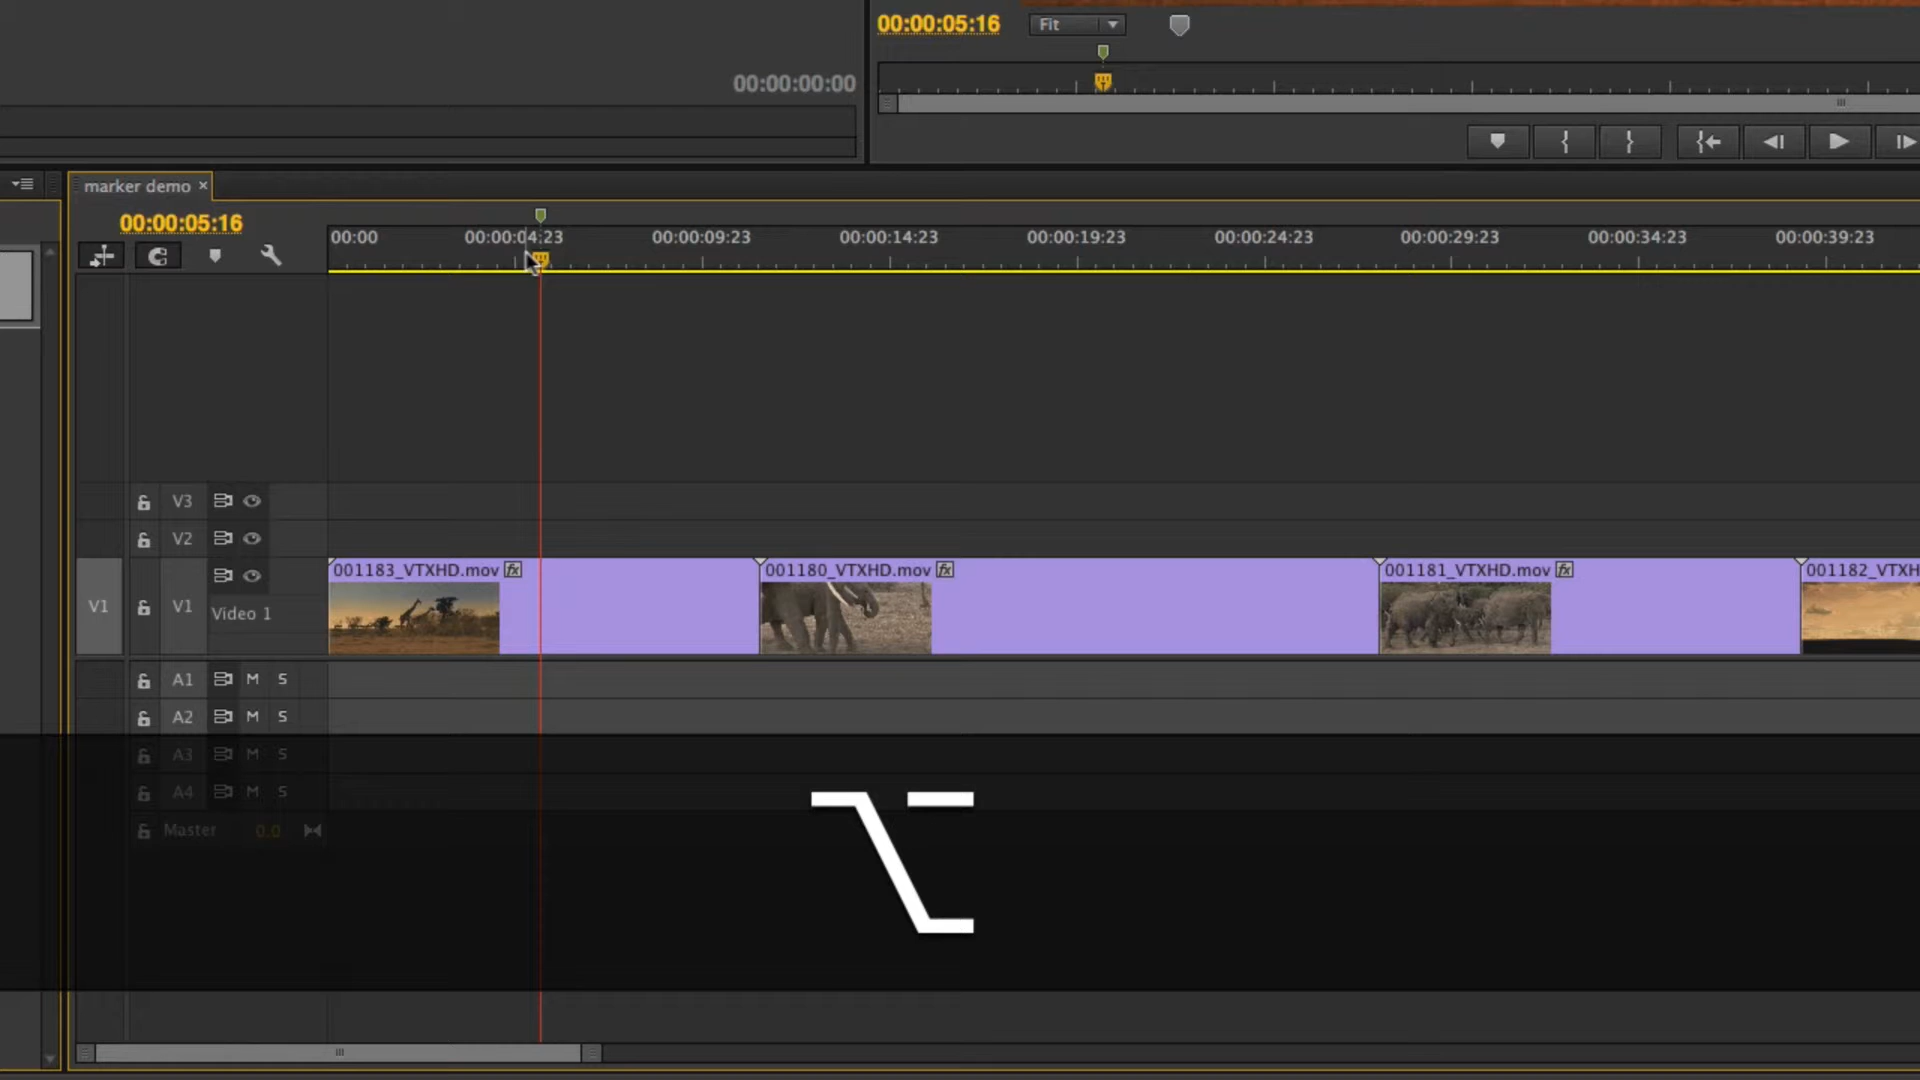 00:00:05:16 Fit
00:00:00:00
marker demo
00:00:05:16
00:00 00:00:04:23 00:00:09:23 00:00:14:23 00:00:19:23 00:00:24:23 00:00:29:23 00:00:34:23 00:00:39:23
V3
V2
001183_VTXHD.mov fx 001180_VTXHD.mov fx 001181_VTXHD.mov fx 001182_VTXH
V1 V1 Video 1
A1 M S
A2 M S
A3 M S
A4 M S
Master 0.0
⌥